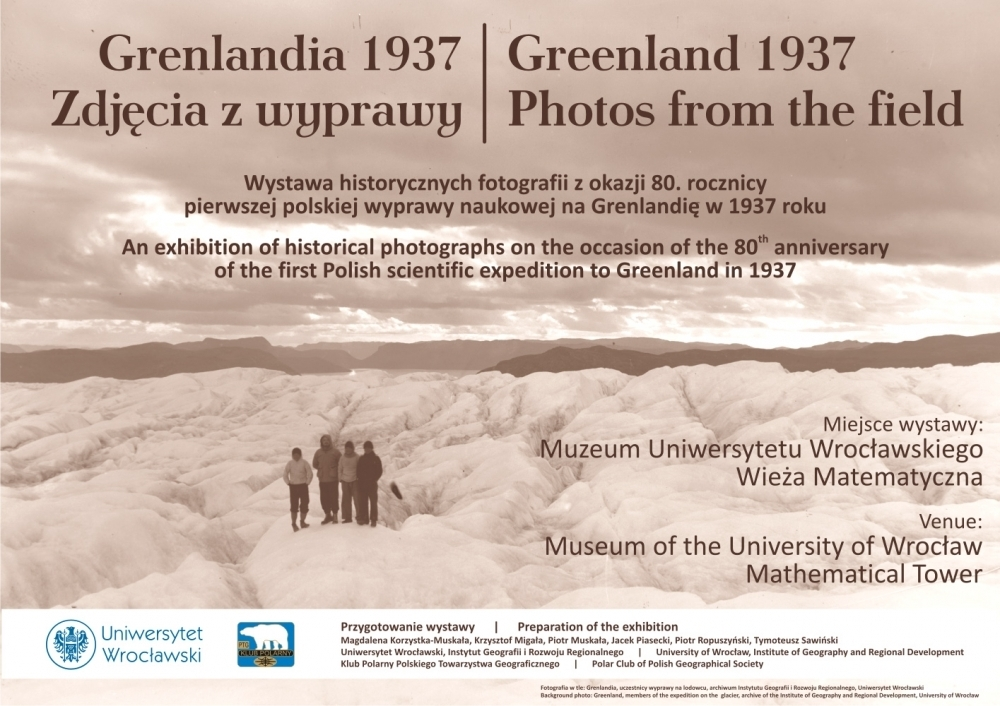 Grenlandia 1937
Zdjęcia z wyprawy
Greenland 1937
Photos from the field
Wystawa historycznych fotografii z okazji 80. rocznicy
pierwszej polskiej wyprawy naukowej na Grenlandię w 1937 roku
An exhibition of historical photographs on the occasion of the 80th anniversary
of the first Polish scientific expedition to Greenland in 1937
Miejsce wystawy:
Muzeum Uniwersytetu Wrocławskiego
Wieża Matematyczna
Venue:
Museum of the University of Wrocław
Mathematical Tower
Uniwersytet
Wrocławski
PTG
KLUB POLARNY
Przygotowanie wystawy | Preparation of the exhibition
Magdalena Korzystka-Muskała, Krzysztof Migała, Piotr Muskała, Jacek Piasecki, Piotr Ropuszyński, Tymoteusz Sawiński
Uniwersytet Wrocławski, Instytut Geografii i Rozwoju Regionalnego | University of Wrocław, Institute of Geography and Regional Development
Klub Polarny Polskiego Towarzystwa Geograficznego | Polar Club of Polish Geographical Society
Fotografia w tle: Grenlandia, uczestnicy wyprawy na lodowcu, archiwum Instytutu Geografii i Rozwoju Regionalnego, Uniwersytet Wrocławski
Background photo: Greenland, members of the expedition on the glacier, archive of the Institute of Geography and Regional Development, University of Wrocław